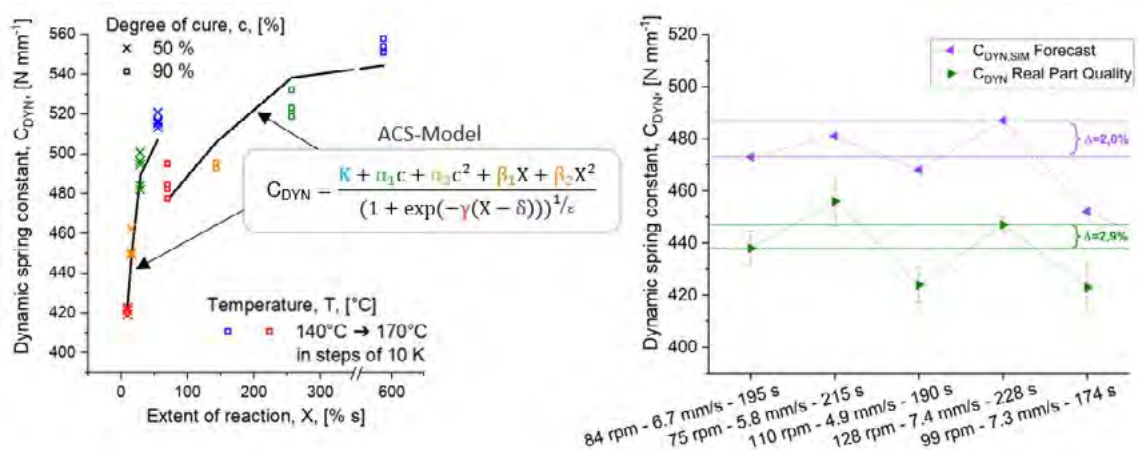 Degree of cure, c, [%]
× 50 %
▫ 90 %
560
540
520
500
480
460
440
420
400
Dynamic spring constant, C_DYN, [N mm⁻¹]
ACS-Model
C_DYN − K + α₁c + α₂c² + β₁X + β₂X²
(1 + exp(−γ(X − δ)))^1/ε
Temperature, T, [°C]
140°C ➔ 170°C
in steps of 10 K
0 100 200 300 600
Extent of reaction, X, [% s]
C_DYN,SIM Forecast
C_DYN Real Part Quality
520
500
480
460
440
420
400
Dynamic spring constant, C_DYN, [N mm⁻¹]
Δ=2,0%
Δ=2,9%
84 rpm - 6.7 mm/s - 195 s
75 rpm - 5.8 mm/s - 215 s
110 rpm - 4.9 mm/s - 190 s
128 rpm - 7.4 mm/s - 228 s
99 rpm - 7.3 mm/s - 174 s